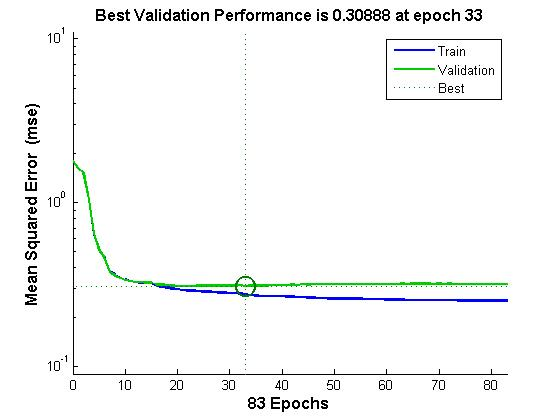 Best Validation Performance is 0.30888 at epoch 33
Train
Validation
Best
Mean Squared Error (mse)
10^1
10^0
10^-1
0 10 20 30 40 50 60 70 80
83 Epochs